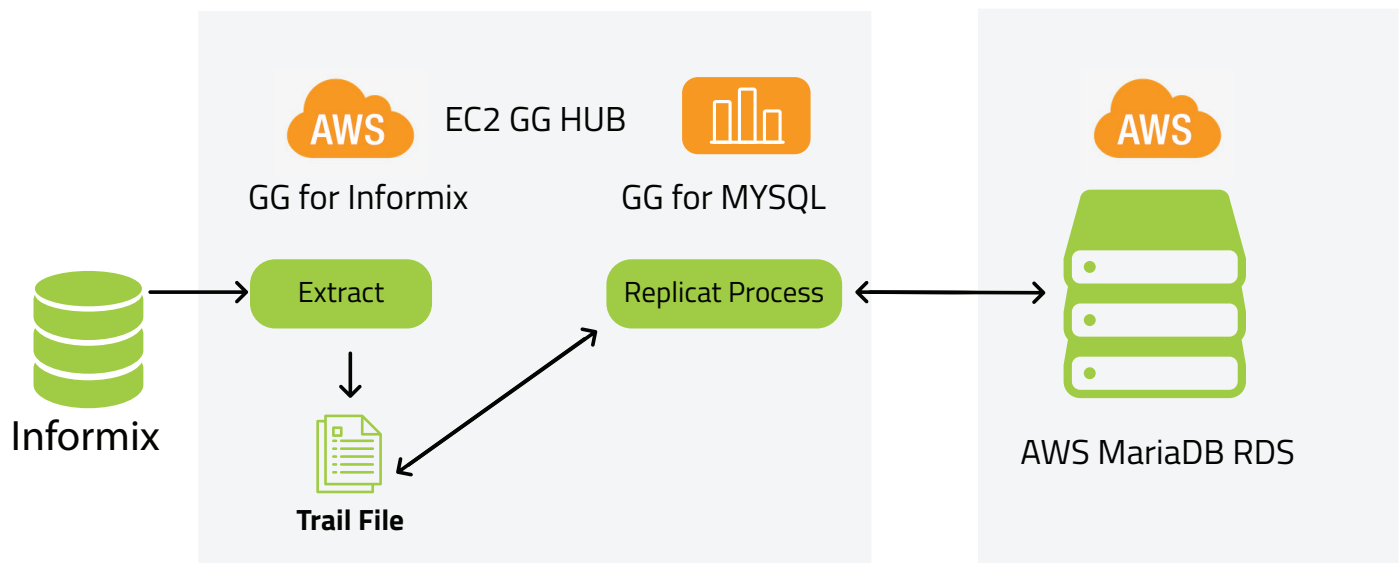 AWS
EC2 GG HUB
AWS
GG for Informix
GG for MYSQL
Extract
Replicat Process
Informix
Trail File
AWS MariaDB RDS